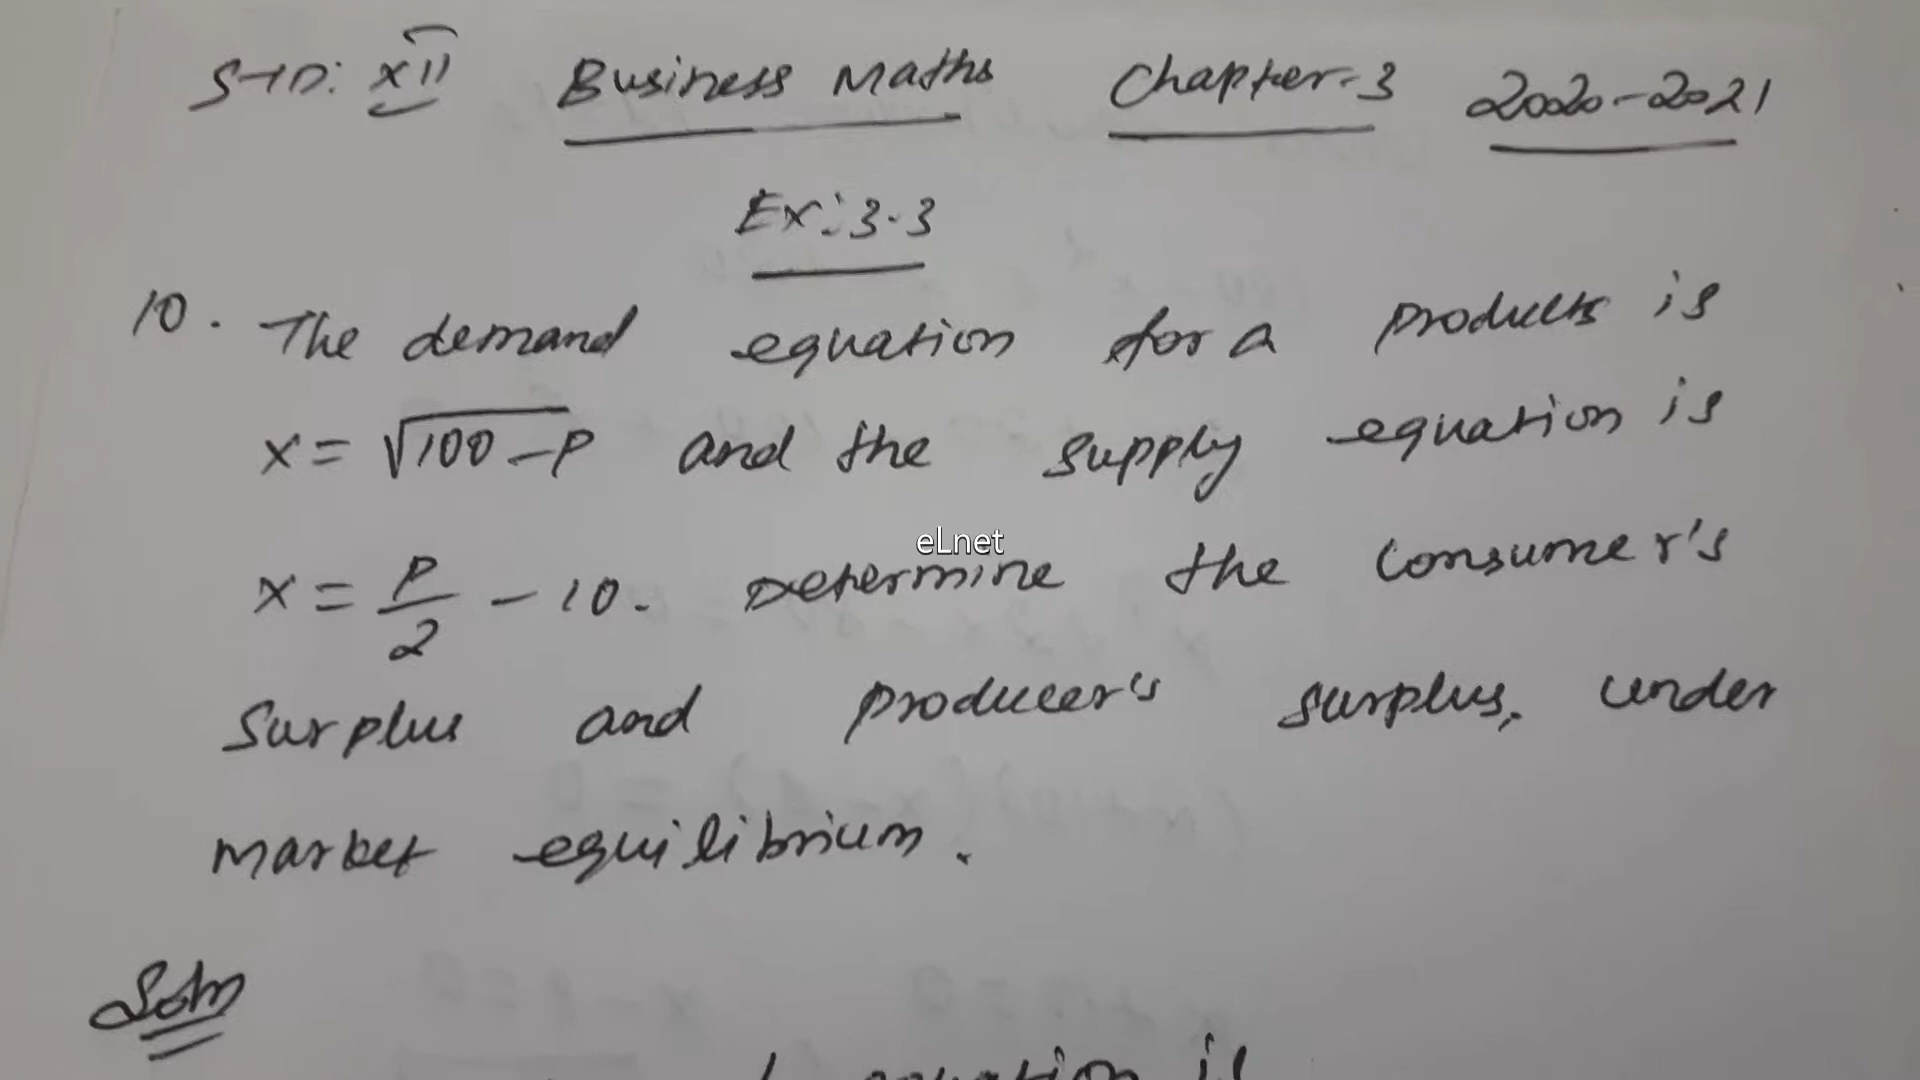 STD: XII Business Maths Chapter-3 2020-2021
Ex: 3.3
10. The demand equation for a products is
x = √100-p and the supply equation is
x = p/2 - 10. Determine the consumer's
eLnet
surplus and producer's surplus, under
market equilibrium.
Soln
equation is